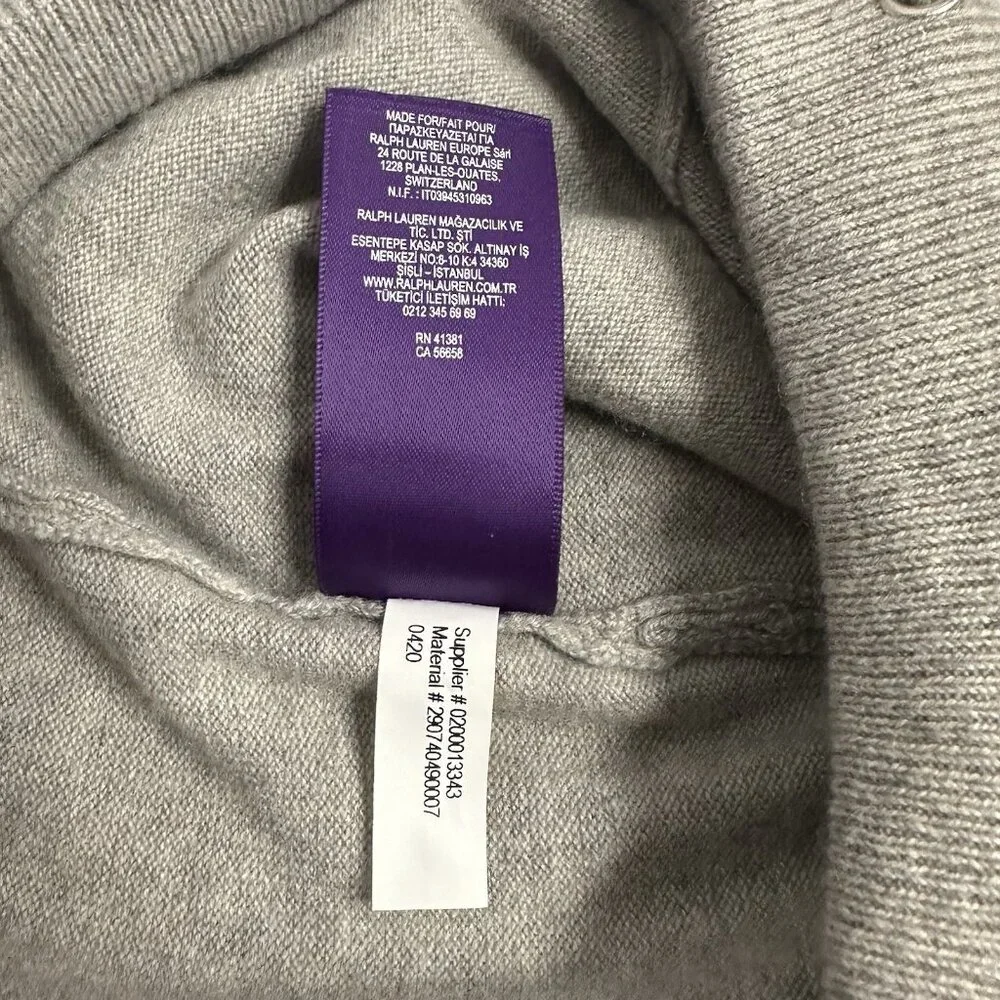 MADE FOR/FAIT POUR/
ΠΑΡΑΣΚΕΥΑΖΕΤΑΙ ΓΙΑ
RALPH LAUREN EUROPE Sàrl
24 ROUTE DE LA GALAISE
1228 PLAN-LES-OUATES,
SWITZERLAND
N.I.F. : IT03945310963
RALPH LAUREN MAĞAZACILIK VE
TİC. LTD. ŞTİ
ESENTEPE KASAP SOK. ALTINAY İŞ
MERKEZİ NO:8-10 K:4 34360
ŞİŞLİ – İSTANBUL
WWW.RALPHLAUREN.COM.TR
TÜKETİCİ İLETİŞİM HATTI:
0212 345 69 69
RN 41381
CA 56658
Supplier # 0200013343
Material # 290740490007
0420